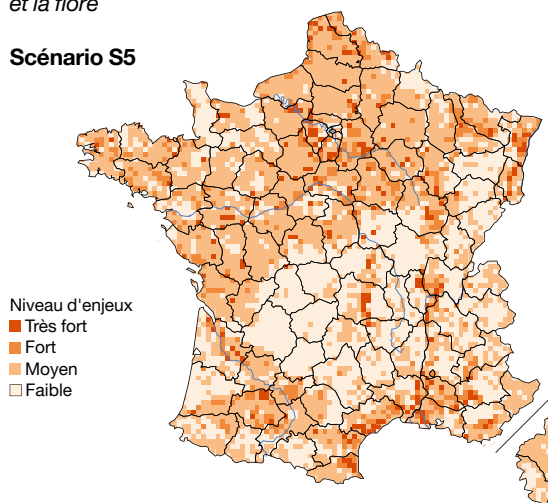 et la flore
Scénario S5
Niveau d'enjeux
Très fort
Fort
Moyen
Faible